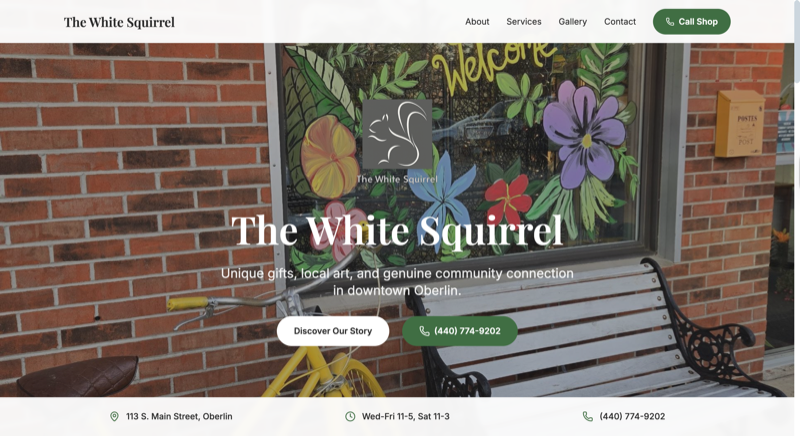 The White Squirrel
About
Services
Gallery
Contact
Call Shop
Welcome
POSTES
POST
The White Squirrel
The White Squirrel
Unique gifts, local art, and genuine community connection
in downtown Oberlin.
Discover Our Story
(440) 774-9202
113 S. Main Street, Oberlin
Wed-Fri 11-5, Sat 11-3
(440) 774-9202